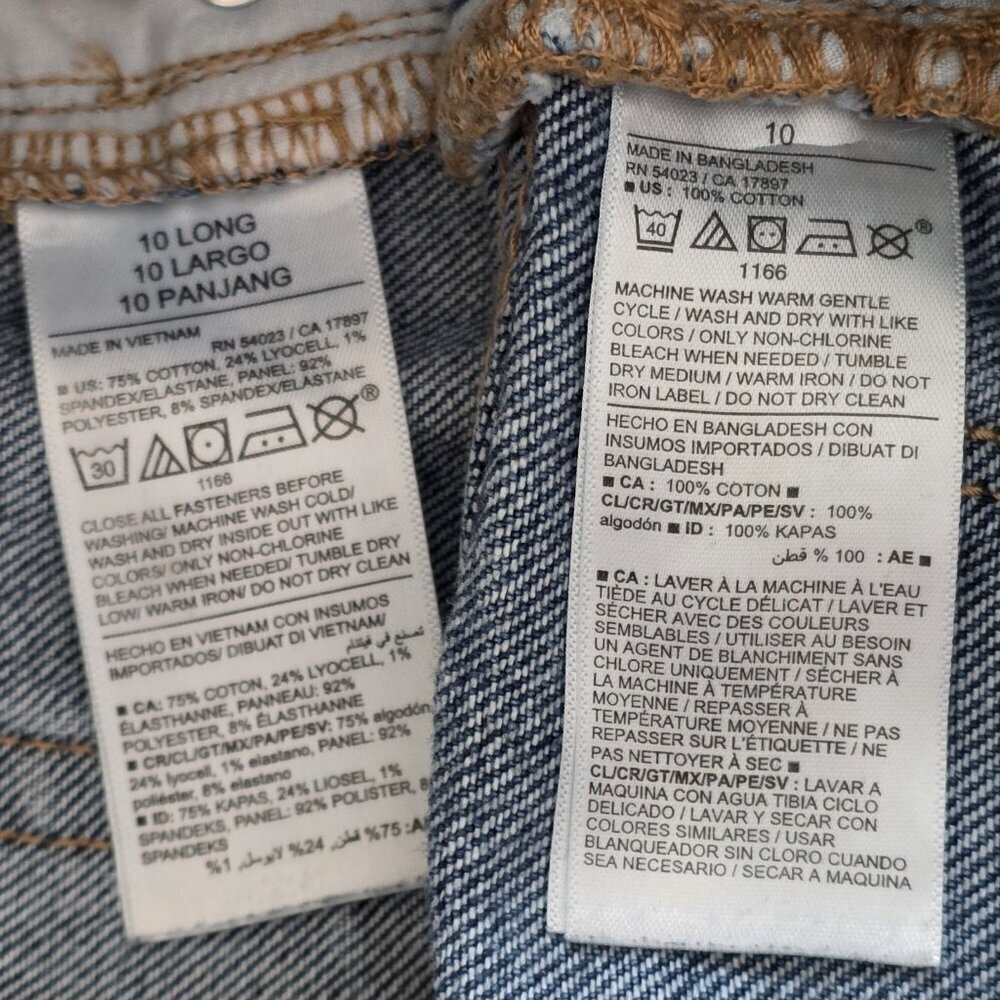 10 LONG
10 LARGO
10 PANJANG
MADE IN VIETNAM
RN 54023 / CA 17897
■ US: 75% COTTON, 24% LYOCELL, 1%
SPANDEX/ELASTANE, PANEL: 92%
POLYESTER, 8% SPANDEX/ELASTANE
30
®
1166
CLOSE ALL FASTENERS BEFORE
WASHING/ MACHINE WASH COLD/
WASH AND DRY INSIDE OUT WITH LIKE
COLORS/ ONLY NON-CHLORINE
BLEACH WHEN NEEDED/ TUMBLE DRY
LOW/ WARM IRON/ DO NOT DRY CLEAN
HECHO EN VIETNAM CON INSUMOS
IMPORTADOS/ DIBUAT DI VIETNAM/
تصنع في فيتنام
■ CA: 75% COTON, 24% LYOCELL, 1%
ÉLASTHANNE, PANNEAU: 92%
POLYESTER, 8% ÉLASTHANNE
■ CR/CL/GT/MX/PA/PE/SV: 75% algodón,
24% lyocell, 1% elastano, PANEL: 92%
poliéster, 8% elastano
■ ID: 75% KAPAS, 24% LIOSEL, 1%
SPANDEKS, PANEL: 92% POLISTER, 8
SPANDEKS
%75 قطن, %24 لايوسل, %1
10
MADE IN BANGLADESH
RN 54023 / CA 17897
■ US : 100% COTTON
40
®
1166
MACHINE WASH WARM GENTLE
CYCLE / WASH AND DRY WITH LIKE
COLORS / ONLY NON-CHLORINE
BLEACH WHEN NEEDED / TUMBLE
DRY MEDIUM / WARM IRON / DO NOT
IRON LABEL / DO NOT DRY CLEAN
HECHO EN BANGLADESH CON
INSUMOS IMPORTADOS / DIBUAT DI
BANGLADESH
■ CA : 100% COTON ■
CL/CR/GT/MX/PA/PE/SV : 100%
algodón ■ ID : 100% KAPAS
■ AE : 100 % قطن
■ CA : LAVER À LA MACHINE À L'EAU
TIÈDE AU CYCLE DÉLICAT / LAVER ET
SÉCHER AVEC DES COULEURS
SEMBLABLES / UTILISER AU BESOIN
UN AGENT DE BLANCHIMENT SANS
CHLORE UNIQUEMENT / SÉCHER À
LA MACHINE À TEMPÉRATURE
MOYENNE / REPASSER À
TEMPÉRATURE MOYENNE / NE PAS
REPASSER SUR L'ÉTIQUETTE / NE
PAS NETTOYER À SEC ■
CL/CR/GT/MX/PA/PE/SV : LAVAR A
MAQUINA CON AGUA TIBIA CICLO
DELICADO / LAVAR Y SECAR CON
COLORES SIMILARES / USAR
BLANQUEADOR SIN CLORO CUANDO
SEA NECESARIO / SECAR A MAQUINA